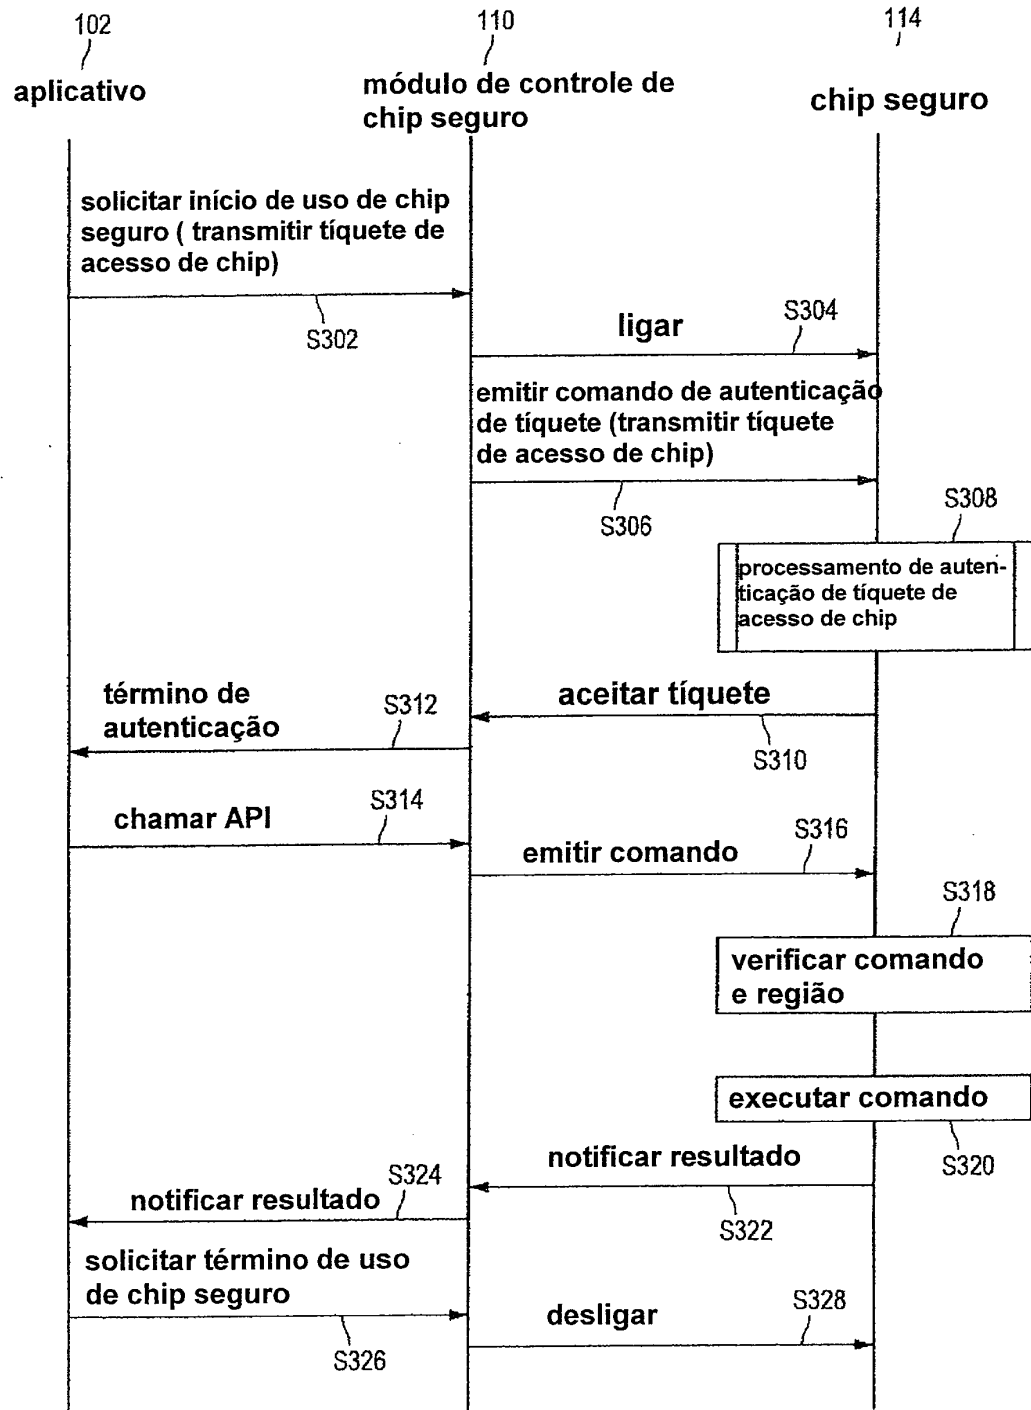 102
110
114
aplicativo
módulo de controle de
chip seguro
chip seguro
solicitar início de uso de chip
seguro ( transmitir tíquete de
acesso de chip)
S302
ligar
S304
emitir comando de autenticação
de tíquete (transmitir tíquete
de acesso de chip)
S306
S308
processamento de auten-
ticação de tíquete de
acesso de chip
aceitar tíquete
S310
término de
autenticação
S312
chamar API
S314
emitir comando
S316
S318
verificar comando
e região
executar comando
S320
notificar resultado
S322
notificar resultado
S324
solicitar término de uso
de chip seguro
S326
desligar
S328